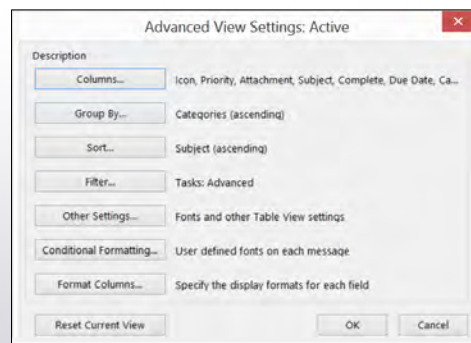 Advanced View Settings: Active
Description
Columns... Icon, Priority, Attachment, Subject, Complete, Due Date, Ca...
Group By... Categories (ascending)
Sort... Subject (ascending)
Filter... Tasks: Advanced
Other Settings... Fonts and other Table View settings
Conditional Formatting... User defined fonts on each message
Format Columns... Specify the display formats for each field
Reset Current View OK Cancel